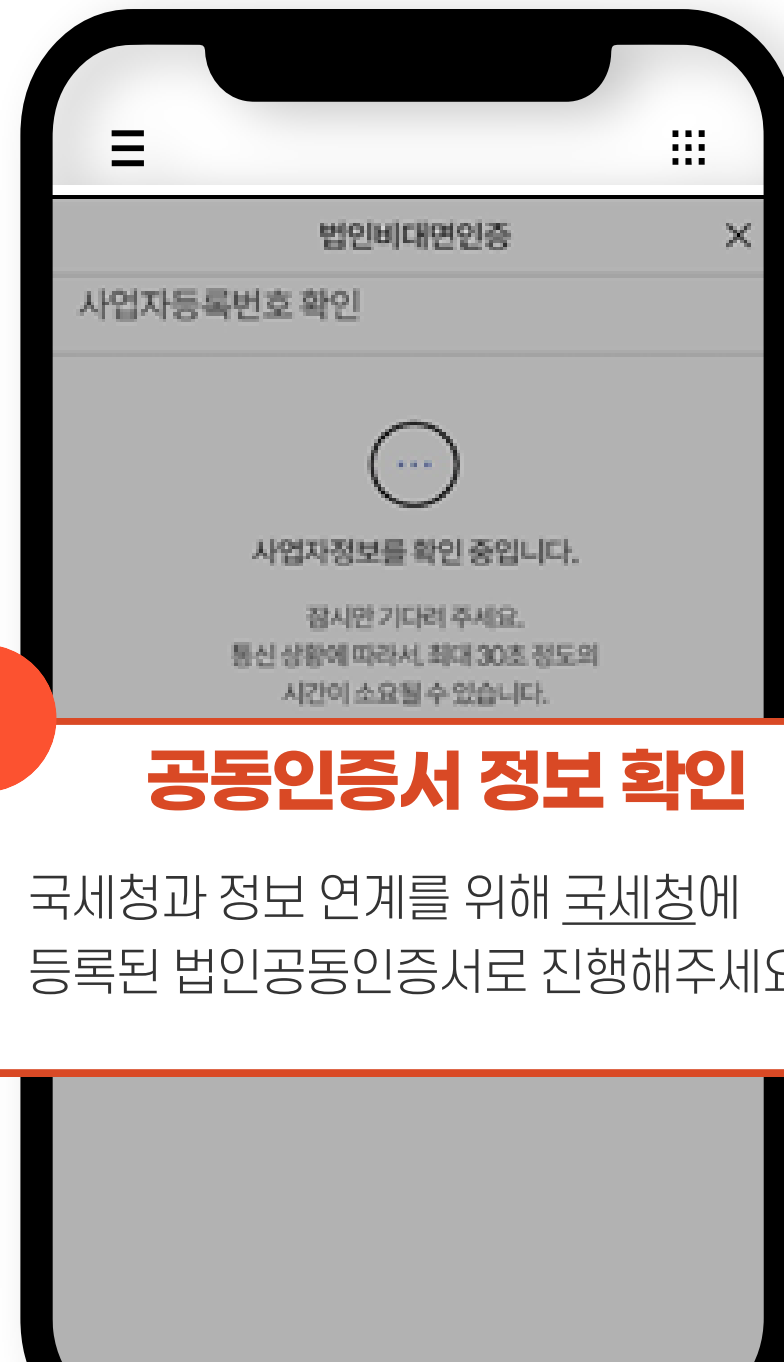 법인비대면인증
사업자등록번호 확인
사업자정보를 확인 중입니다.
잠시만 기다려 주세요.
통신 상황에 따라서, 최대 30초 정도의
시간이 소요될 수 있습니다.
공동인증서 정보 확인
국세청과 정보 연계를 위해 국세청에
등록된 법인공동인증서로 진행해주세요